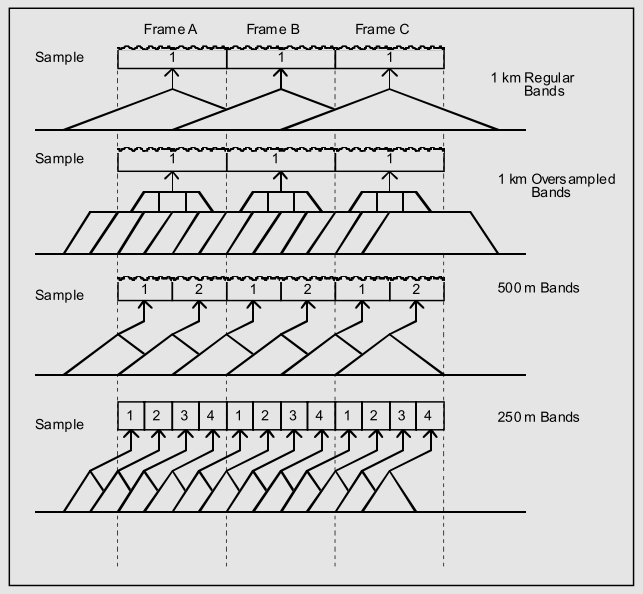 Frame A Frame B Frame C
Sample 1 1 1
1 km Regular
Bands
Sample 1 1 1
1 km Oversampled
Bands
Sample 1 2 1 2 1 2 500 m Bands
Sample 1 2 3 4 1 2 3 4 1 2 3 4 250 m Bands